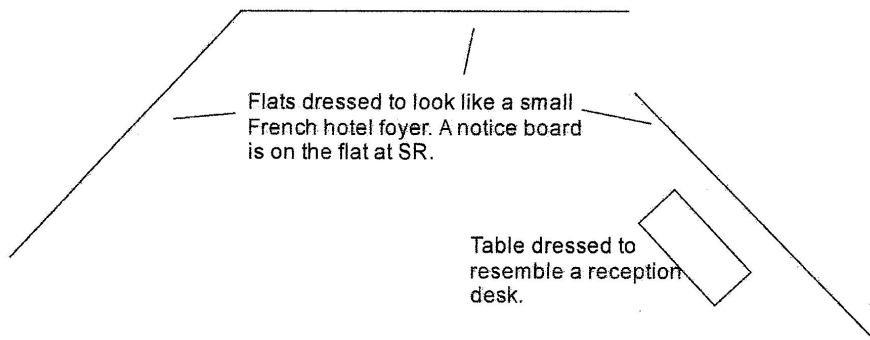 Flats dressed to look like a small
French hotel foyer. A notice board
is on the flat at SR.
Table dressed to
resemble a reception
desk.